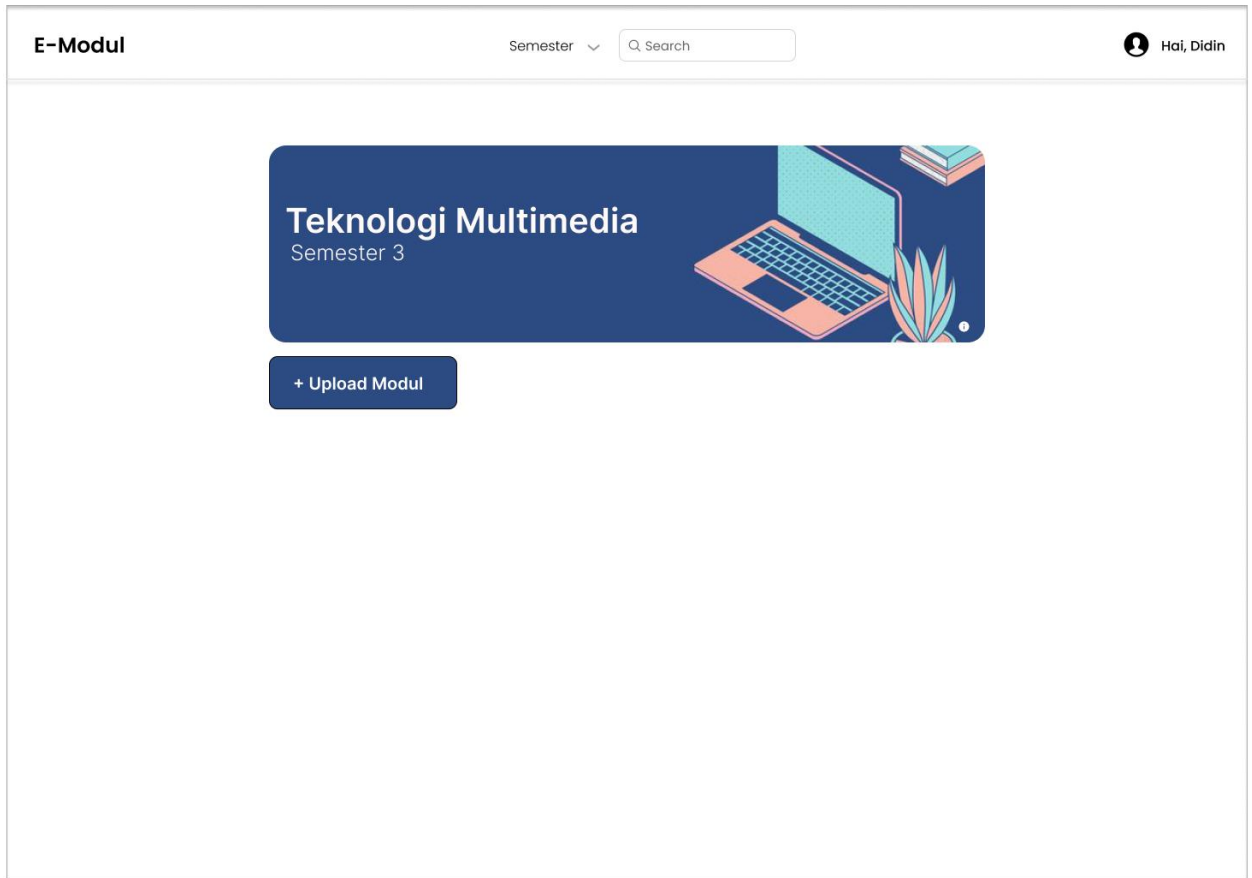 E-Modul
Semester
Search
Hai, Didin
Teknologi Multimedia
Semester 3
+ Upload Modul